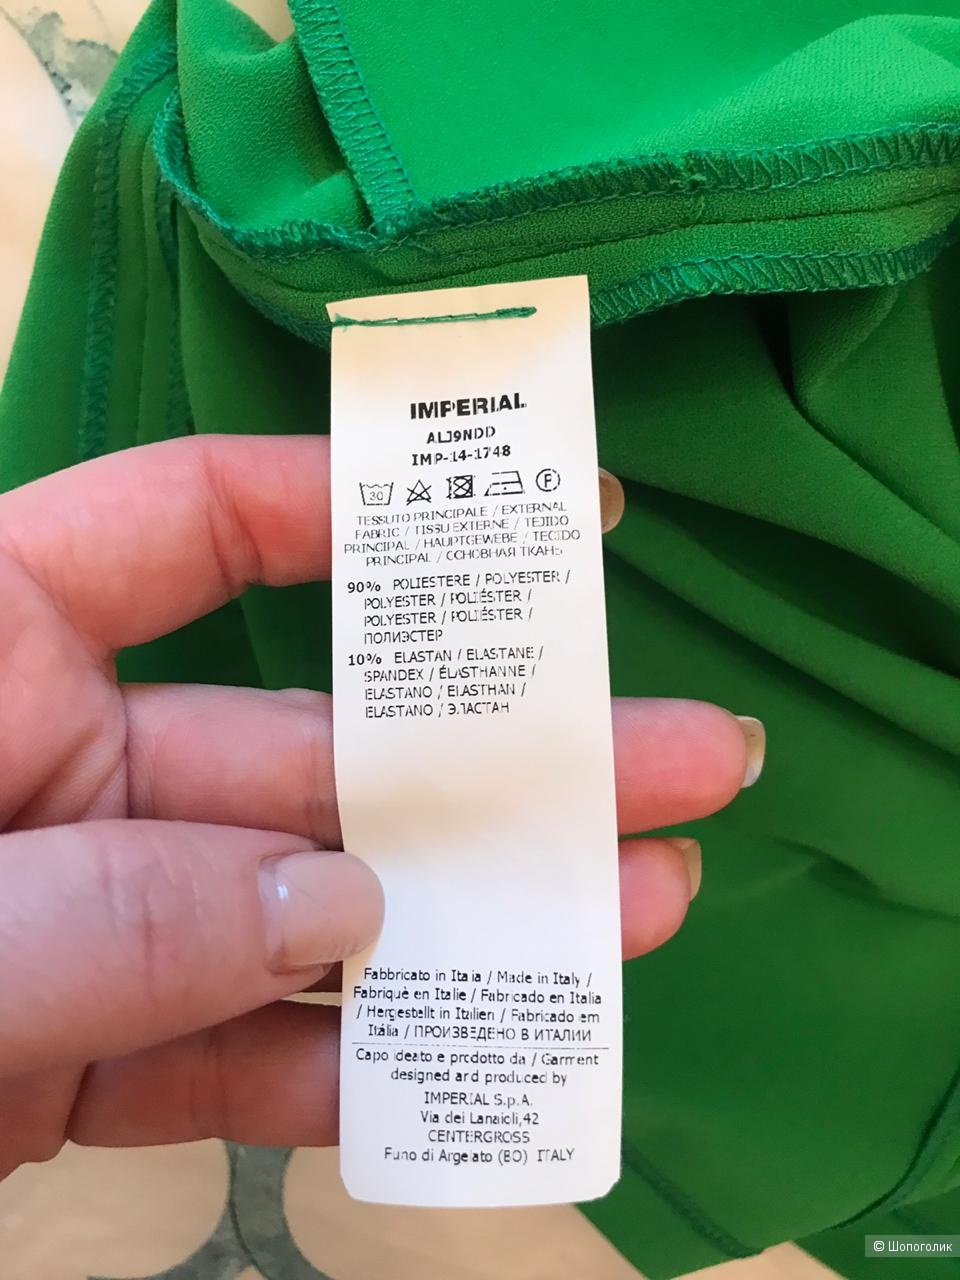 IMPERIAL
ALJ9NDD
IMP-14-1748
30
F
TESSUTO PRINCIPALE / EXTERNAL
FABRIC / TISSU EXTERNE / TEJIDO
PRINCIPAL / HAUPTGEWEBE / TECIDO
PRINCIPAL / ОСНОВНАЯ ТКАНЬ
90% POLIESTERE / POLYESTER /
POLYESTER / POLIÉSTER /
POLYESTER / POLIÉSTER /
ПОЛИЭСТЕР
10% ELASTAN / ELASTANE /
SPANDEX / ÉLASTHANNE /
ELASTANO / ELASTHAN /
ELASTANO / ЭЛАСТАН
Fabbricato in Italia / Made in Italy /
Fabriquè en Italie / Fabricado en Italia
/ Hergestellt in Italien / Fabricado em
Itália / ПРОИЗВЕДЕНО В ИТАЛИИ
Capo ideato e prodotto da / Garment
designed and produced by
IMPERIAL S.p.A.
Via dei Lanaioli,42
CENTERGROSS
Funo di Argelato (BO) ITALY
© Шопоголик